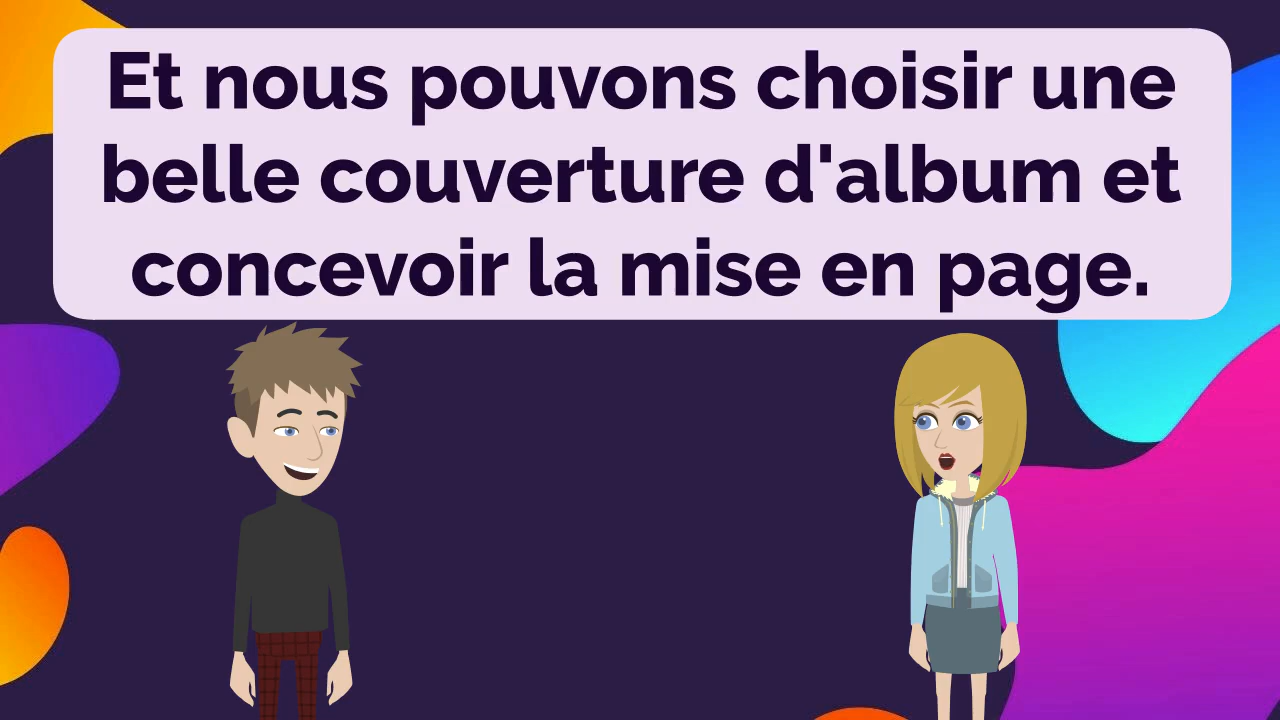 Et nous pouvons choisir une
belle couverture d'album et
concevoir la mise en page.